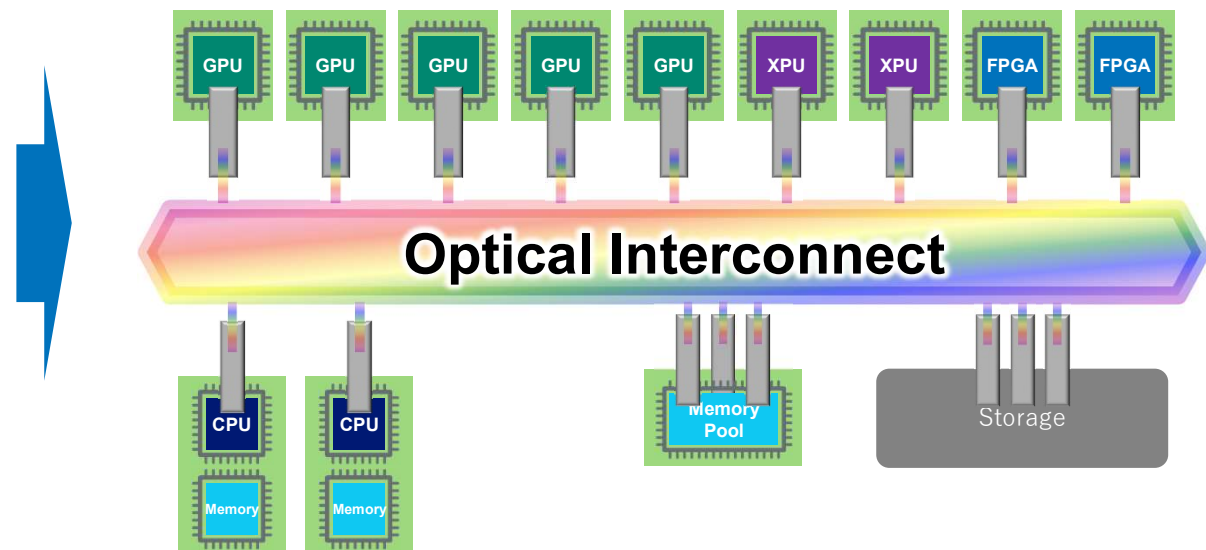 GPU
GPU
GPU
GPU
GPU
XPU
XPU
FPGA
FPGA
Optical Interconnect
CPU
CPU
Memory
Pool
Storage
Memory
Memory